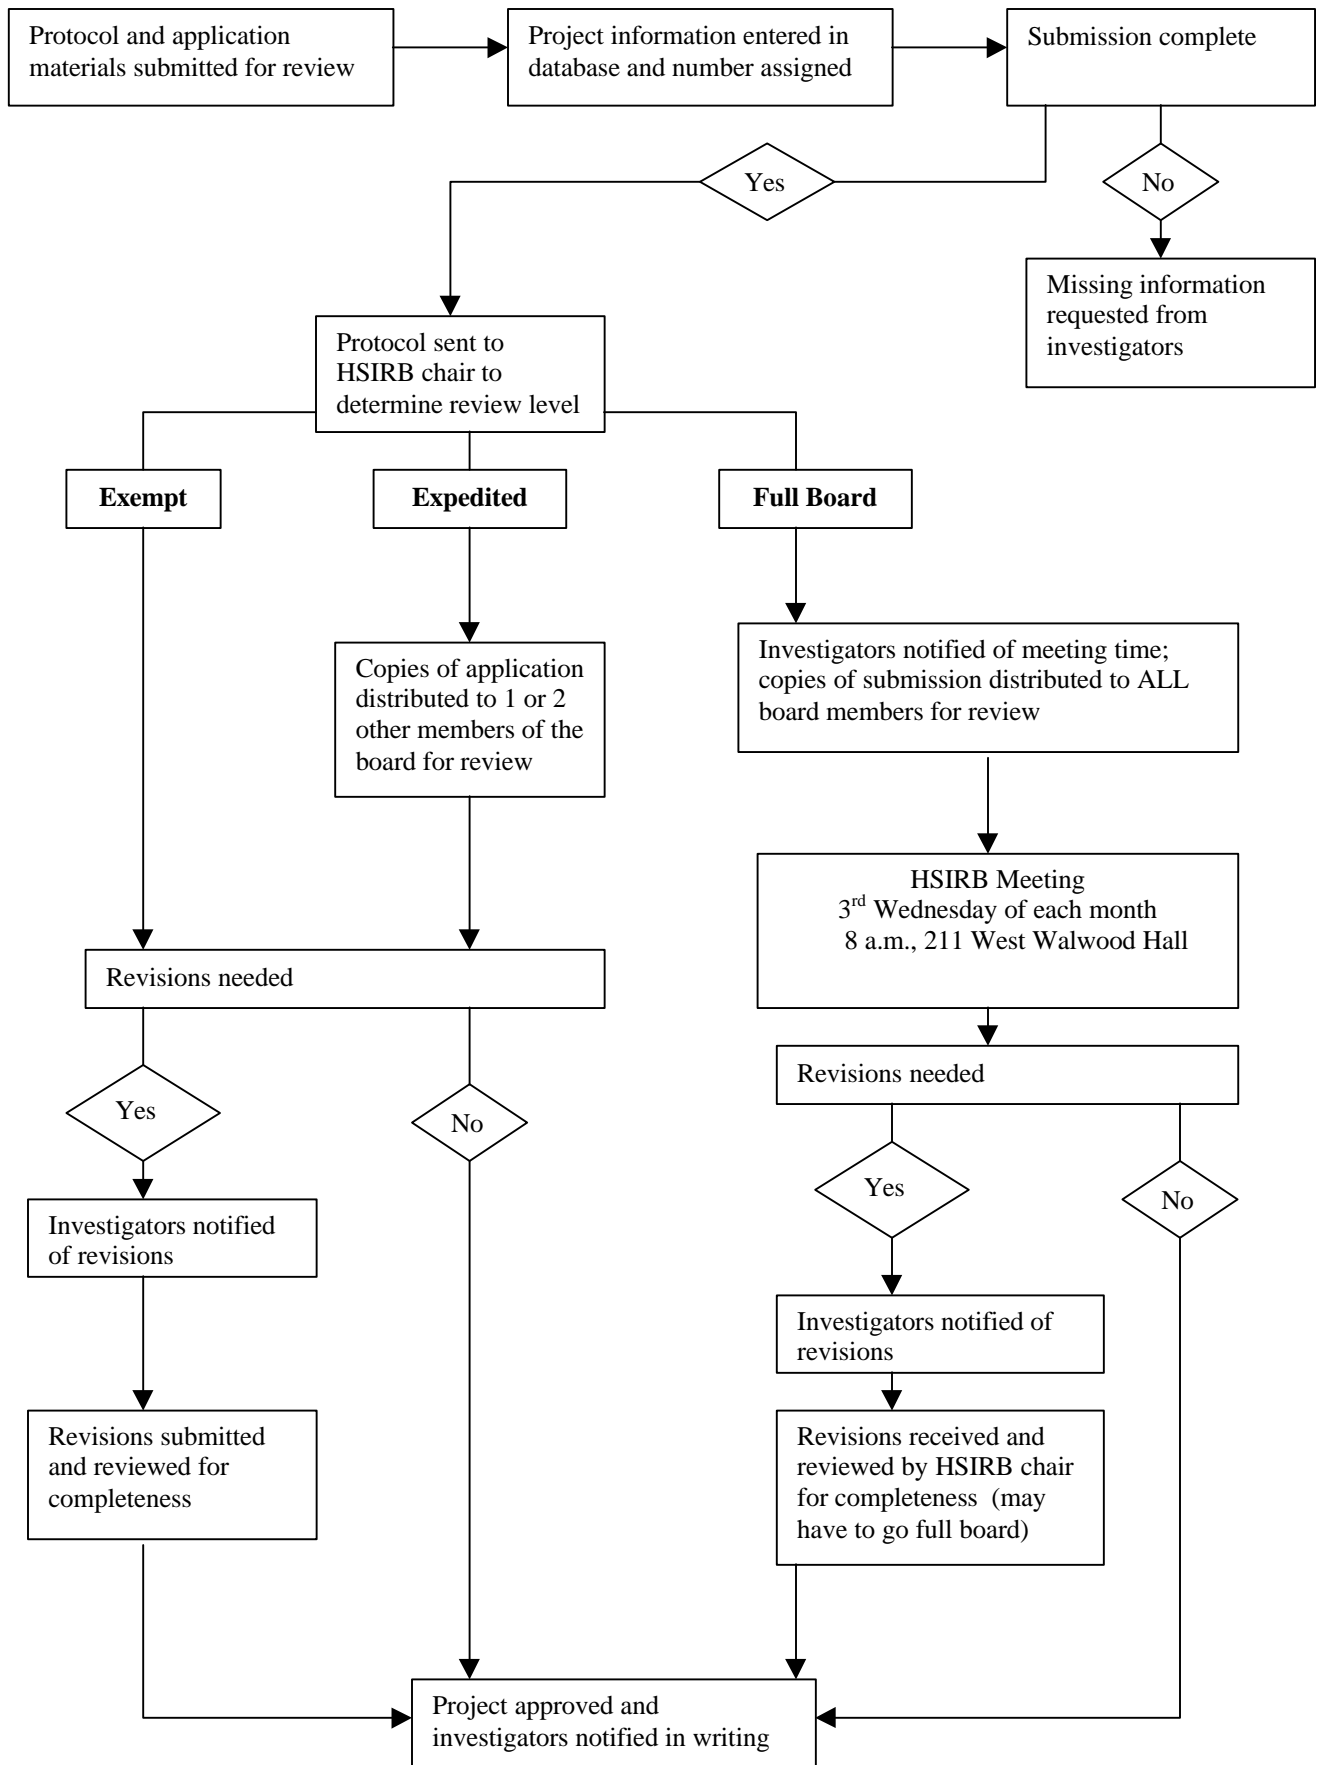 Protocol and application
materials submitted for review
Project information entered in
database and number assigned
Submission complete
Yes
No
Missing information
requested from
investigators
Protocol sent to
HSIRB chair to
determine review level
Exempt
Expedited
Full Board
Copies of application
distributed to 1 or 2
other members of the
board for review
Investigators notified of meeting time;
copies of submission distributed to ALL
board members for review
HSIRB Meeting
3rd Wednesday of each month
8 a.m., 211 West Walwood Hall
Revisions needed
Revisions needed
Yes
No
Yes
No
Investigators notified
of revisions
Investigators notified of
revisions
Revisions submitted
and reviewed for
completeness
Revisions received and
reviewed by HSIRB chair
for completeness (may
have to go full board)
Project approved and
investigators notified in writing